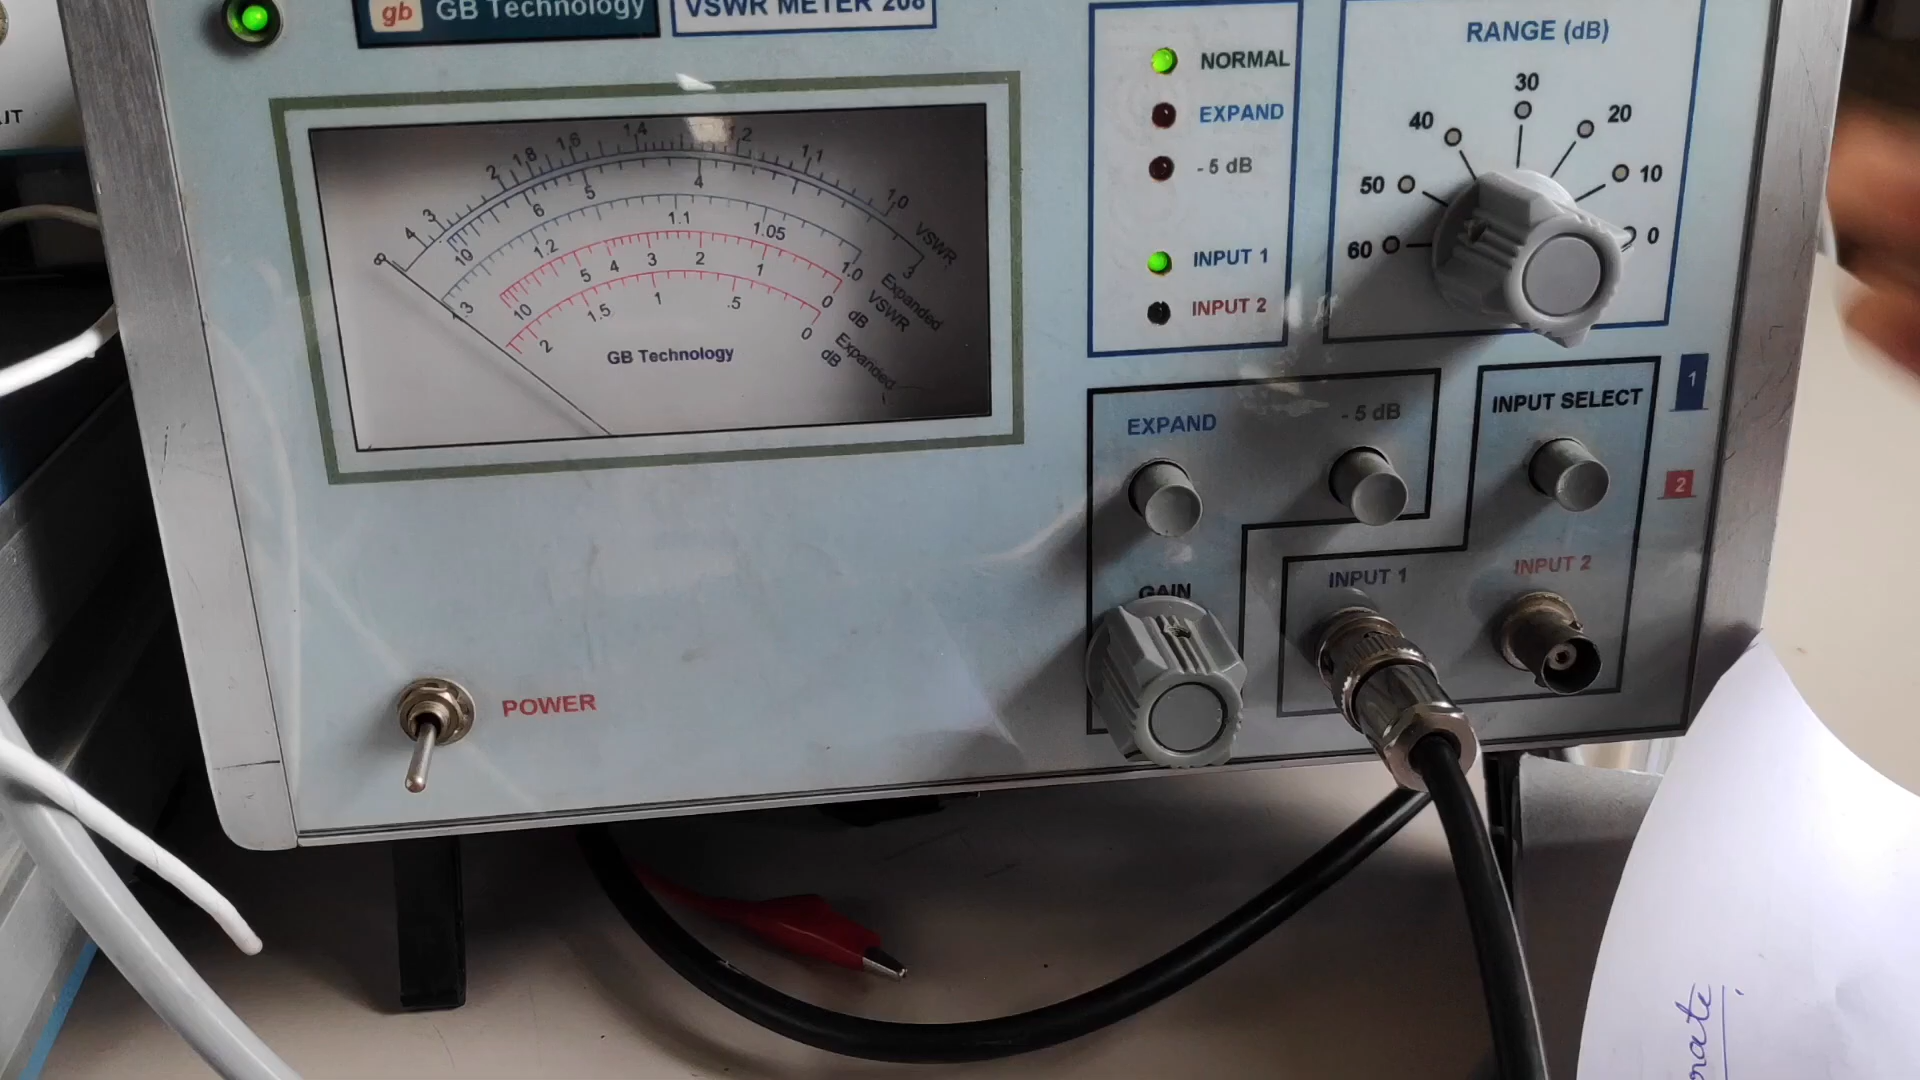 gb GB Technology
VSWR METER 208
NORMAL
EXPAND
- 5 dB
INPUT 1
INPUT 2
RANGE (dB)
60 50 40 30 20 10 0
∞ 4 3 2 1.8 1.6 1.4 1.2 1.1 1.0 VSWR
10 6 5 4 3
.3 1.2 1.1 1.05 1.0 Expanded VSWR
10 5 4 3 2 1 0 dB
2 1.5 1 .5 0 Expanded dB
GB Technology
EXPAND
- 5 dB
INPUT SELECT
1
2
GAIN
INPUT 1
INPUT 2
POWER